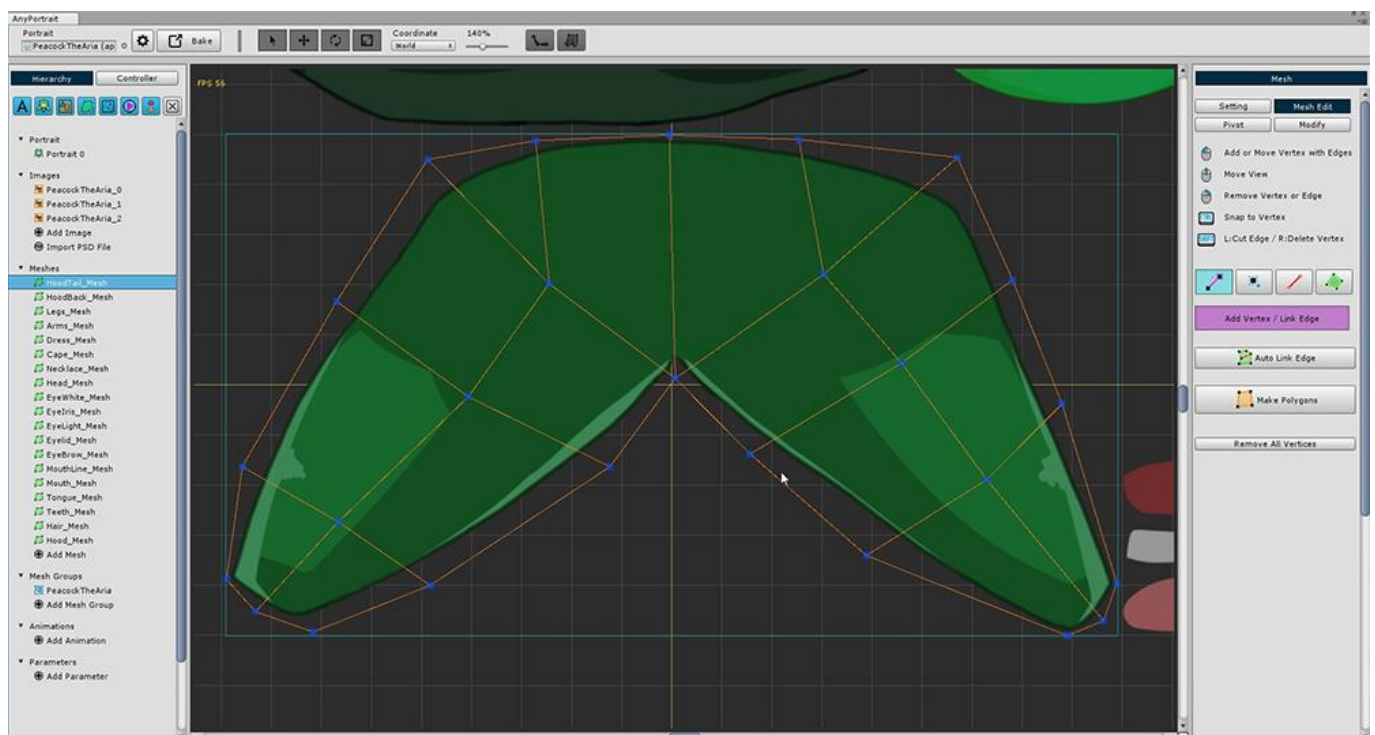 AnyPortrait
Portrait
PeacockTheAria (ap
Bake
Coordinate
World
140%
Hierarchy
Controller
Portrait
Portrait 0
Images
PeacockTheAria_0
PeacockTheAria_1
PeacockTheAria_2
Add Image
Import PSD File
Meshes
HoodTail_Mesh
HoodBack_Mesh
Legs_Mesh
Arms_Mesh
Dress_Mesh
Cape_Mesh
Necklace_Mesh
Head_Mesh
EyeWhite_Mesh
EyeIris_Mesh
EyeLight_Mesh
Eyelid_Mesh
EyeBrow_Mesh
MouthLine_Mesh
Mouth_Mesh
Tongue_Mesh
Teeth_Mesh
Hair_Mesh
Hood_Mesh
Add Mesh
Mesh Groups
PeacockTheAria
Add Mesh Group
Animations
Add Animation
Parameters
Add Parameter
FPS 56
Mesh
Setting
Mesh Edit
Pivot
Modify
Add or Move Vertex with Edges
Move View
Remove Vertex or Edge
Snap to Vertex
L:Cut Edge / R:Delete Vertex
Add Vertex / Link Edge
Auto Link Edge
Make Polygons
Remove All Vertices